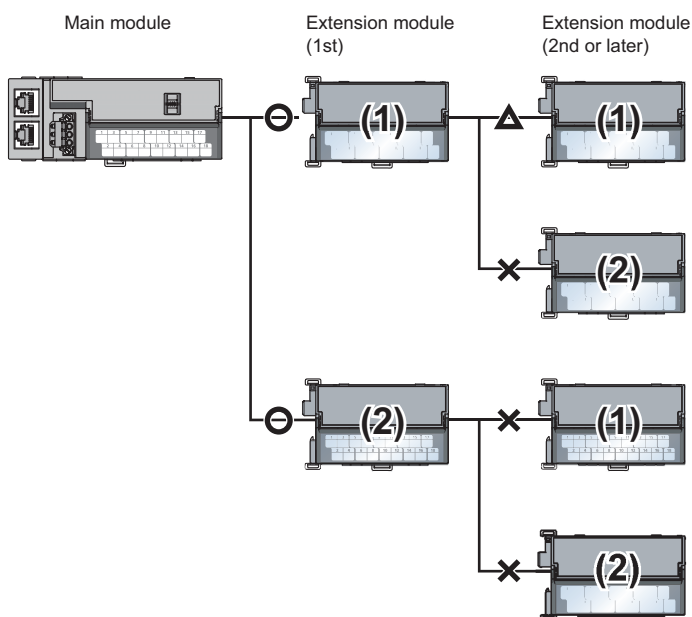 Main module
Extension module
(1st)
Extension module
(2nd or later)
(1)
(1)
(2)
(2)
(1)
(2)